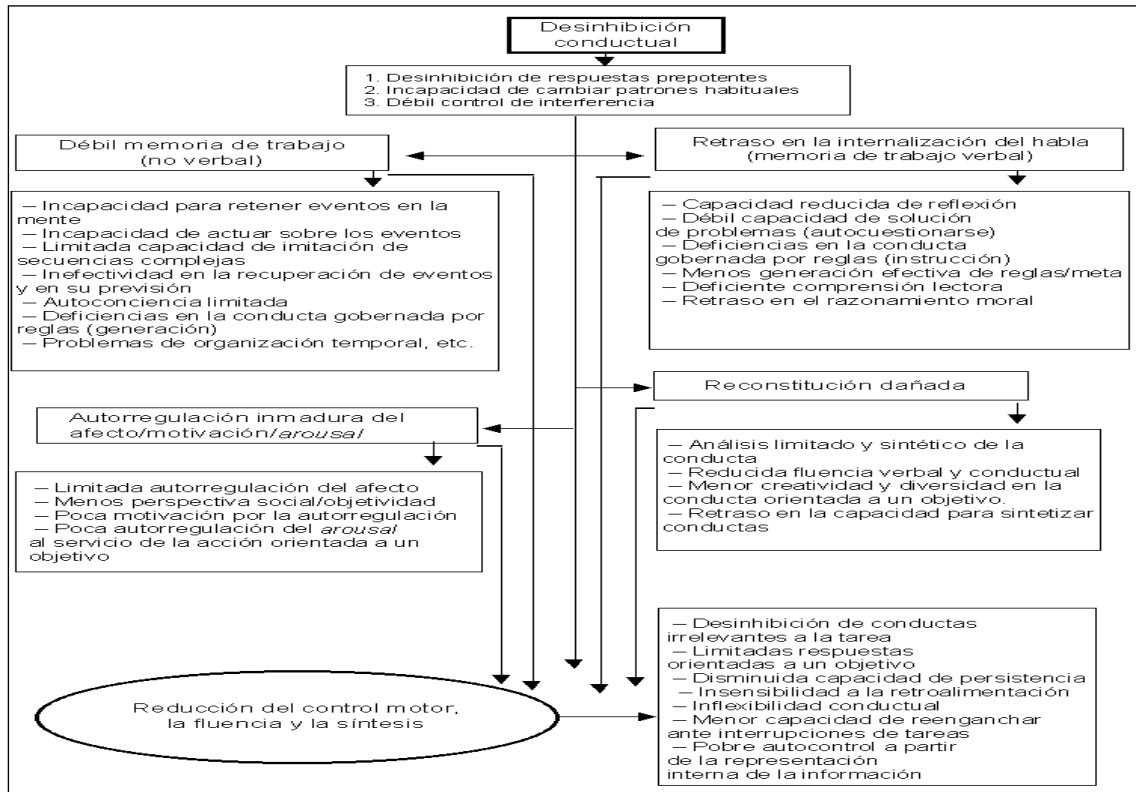 Desinhibición
conductual
1. Desinhibición de respuestas prepotentes
2. Incapacidad de cambiar patrones habituales
3. Débil control de interferencia
Débil memoria de trabajo
(no verbal)
Retraso en la internalización del habla
(memoria de trabajo verbal)
– Incapacidad para retener eventos en la
mente
– Incapacidad de actuar sobre los eventos
– Limitada capacidad de imitación de
secuencias complejas
– Inefectividad en la recuperación de eventos
y en su previsión
– Autoconciencia limitada
– Deficiencias en la conducta gobernada por
reglas (generación)
– Problemas de organización temporal, etc.
– Capacidad reducida de reflexión
– Débil capacidad de solución
de problemas (autocuestionarse)
– Deficiencias en la conducta
gobernada por reglas (instrucción)
– Menos generación efectiva de reglas/meta
– Deficiente comprensión lectora
– Retraso en el razonamiento moral
Autorregulación inmadura del
afecto/motivación/arousal
Reconstitución dañada
– Limitada autorregulación del afecto
– Menos perspectiva social/objetividad
– Poca motivación por la autorregulación
– Poca autorregulación del arousal
al servicio de la acción orientada a un
objetivo
– Análisis limitado y sintético de la
conducta
– Reducida fluencia verbal y conductual
– Menor creatividad y diversidad en la
conducta orientada a un objetivo.
– Retraso en la capacidad para sintetizar
conductas
Reducción del control motor,
la fluencia y la síntesis
– Desinhibición de conductas
irrelevantes a la tarea
– Limitadas respuestas
orientadas a un objetivo
– Disminuida capacidad de persistencia
– Insensibilidad a la retroalimentación
– Inflexibilidad conductual
– Menor capacidad de reenganchar
ante interrupciones de tareas
– Pobre autocontrol a partir
de la representación
interna de la información